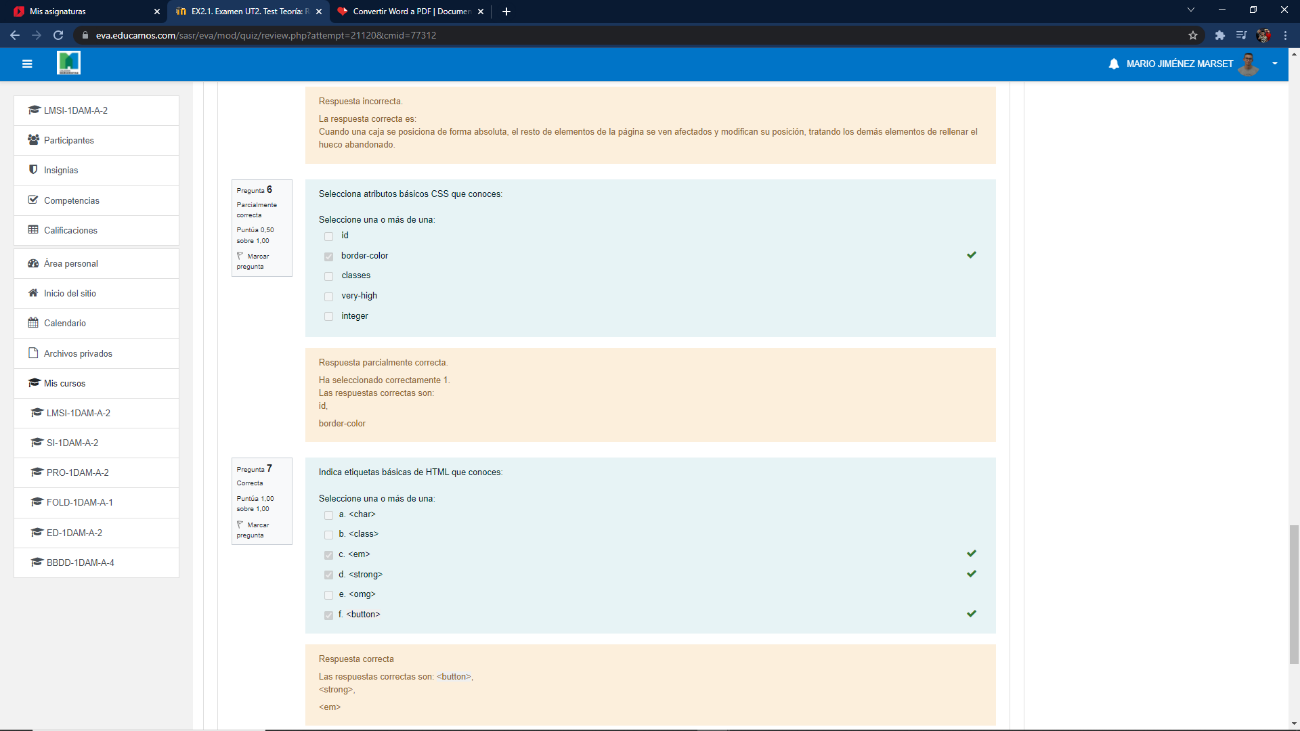 Mis asignaturas
EX2.1. Examen UT2. Test Teoría: R
Convertir Word a PDF | Documen
eva.educamos.com/sasr/eva/mod/quiz/review.php?attempt=21120&cmid=77312
MARIO JIMÉNEZ MARSET
LMSI-1DAM-A-2
Participantes
Insignias
Competencias
Calificaciones
Área personal
Inicio del sitio
Calendario
Archivos privados
Mis cursos
LMSI-1DAM-A-2
SI-1DAM-A-2
PRO-1DAM-A-2
FOLD-1DAM-A-1
ED-1DAM-A-2
BBDD-1DAM-A-4
Respuesta incorrecta.
La respuesta correcta es:
Cuando una caja se posiciona de forma absoluta, el resto de elementos de la página se ven afectados y modifican su posición, tratando los demás elementos de rellenar el
hueco abandonado.
Pregunta 6
Parcialmente
correcta
Puntúa 0,50
sobre 1,00
Marcar
pregunta
Selecciona atributos básicos CSS que conoces:
Seleccione una o más de una:
id
border-color
classes
very-high
integer
Respuesta parcialmente correcta.
Ha seleccionado correctamente 1.
Las respuestas correctas son:
id,
border-color
Pregunta 7
Correcta
Puntúa 1,00
sobre 1,00
Marcar
pregunta
Indica etiquetas básicas de HTML que conoces:
Seleccione una o más de una:
a. <char>
b. <class>
c. <em>
d. <strong>
e. <omg>
f. <button>
Respuesta correcta
Las respuestas correctas son: <button>,
<strong>,
<em>